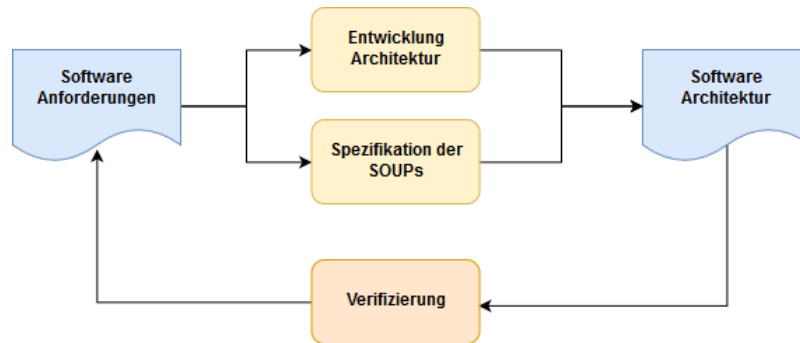 Software
Anforderungen
Entwicklung
Architektur
Spezifikation der
SOUPs
Software
Architektur
Verifizierung